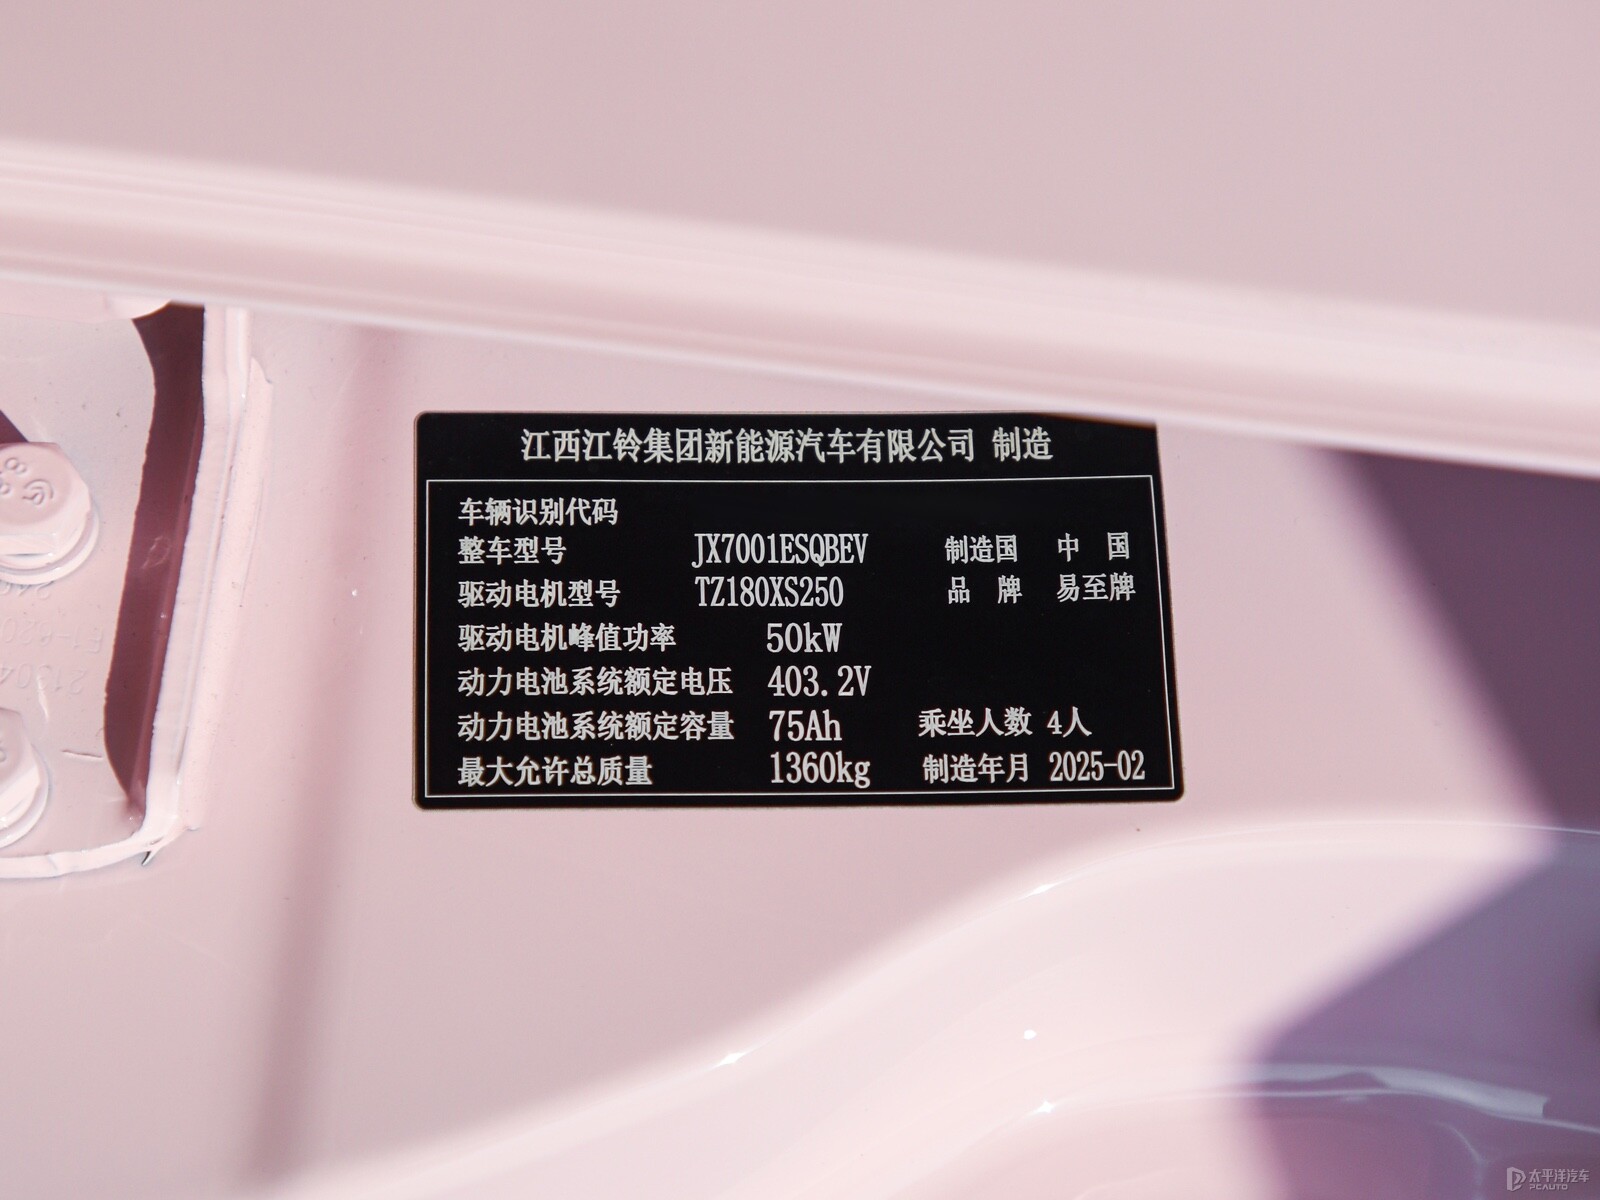 江西江铃集团新能源汽车有限公司 制造
车辆识别代码
整车型号 JX7001ESQBEV 制造国 中 国
驱动电机型号 TZ180XS250 品 牌 易至牌
驱动电机峰值功率 50kW
动力电池系统额定电压 403.2V
动力电池系统额定容量 75Ah 乘坐人数 4人
最大允许总质量 1360kg 制造年月 2025-02
8.8
太平洋汽车
PCAUTO